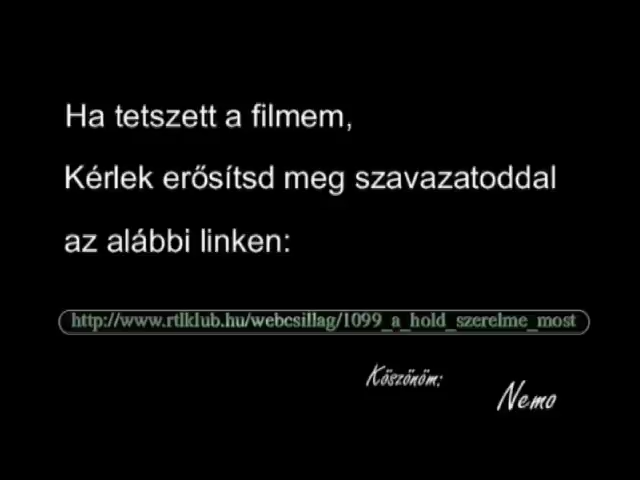 Ha tetszett a filmem,
Kérlek erősítsd meg szavazatoddal
az alábbi linken:
http://www.rtlklub.hu/webcsillag/1099_a_hold_szerelme_most
Köszönöm:
Nemo